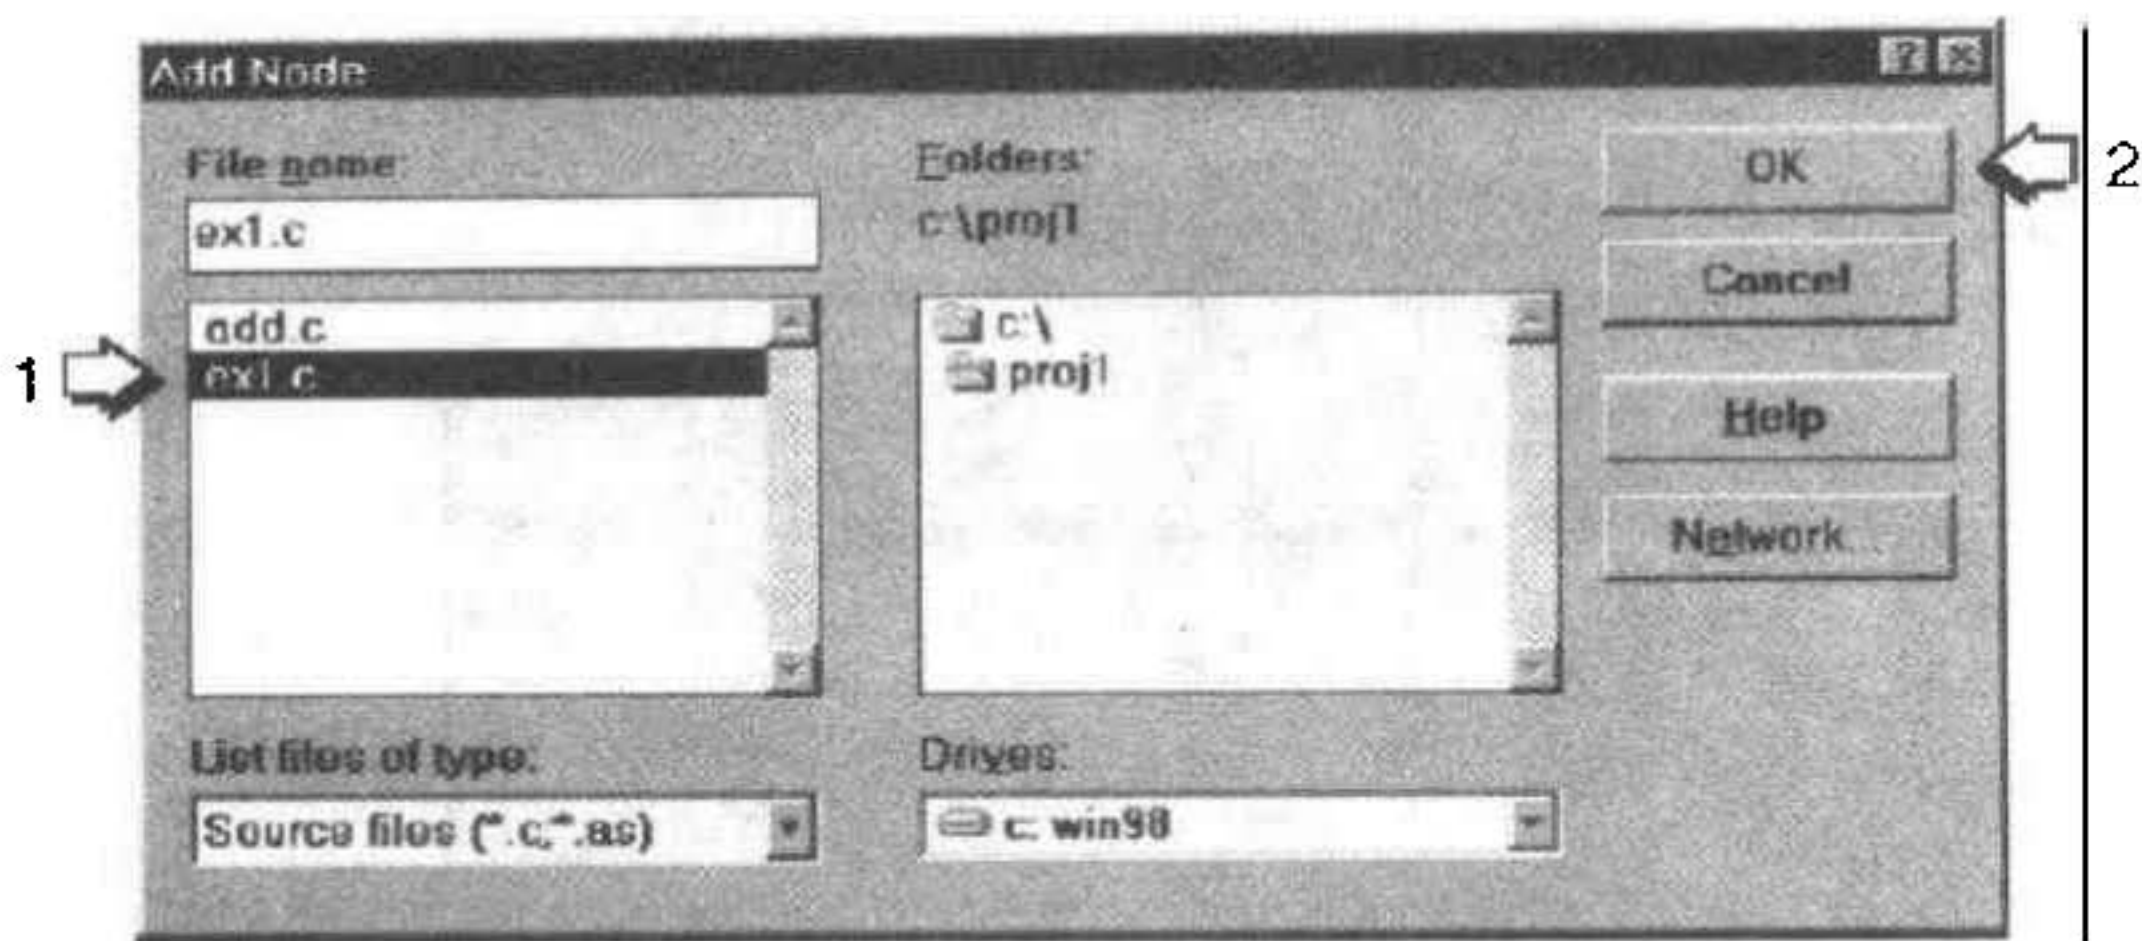 Add Node
File name:
ex1.c
add.c
ex1.c
List files of type:
Source files (*.c;*.as)
Folders:
c:\proj1
c:\
proj1
Drives:
c: win98
OK
Cancel
Help
Network...
1
2